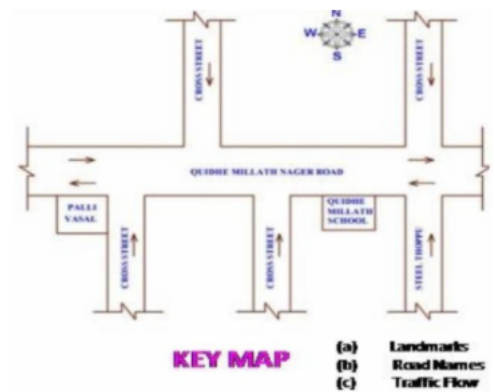 N
W E
S
CROSS STREET
CROSS STREET
QUIDHE MILLATH NAGER ROAD
PALLI
VASAL
QUIDHE
MILLATH
SCHOOL
CROSS STREET
CROSS STREET
STEEL THOPPU
KEY MAP
(a) Landmarks
(b) Road Names
(c) Traffic Flow